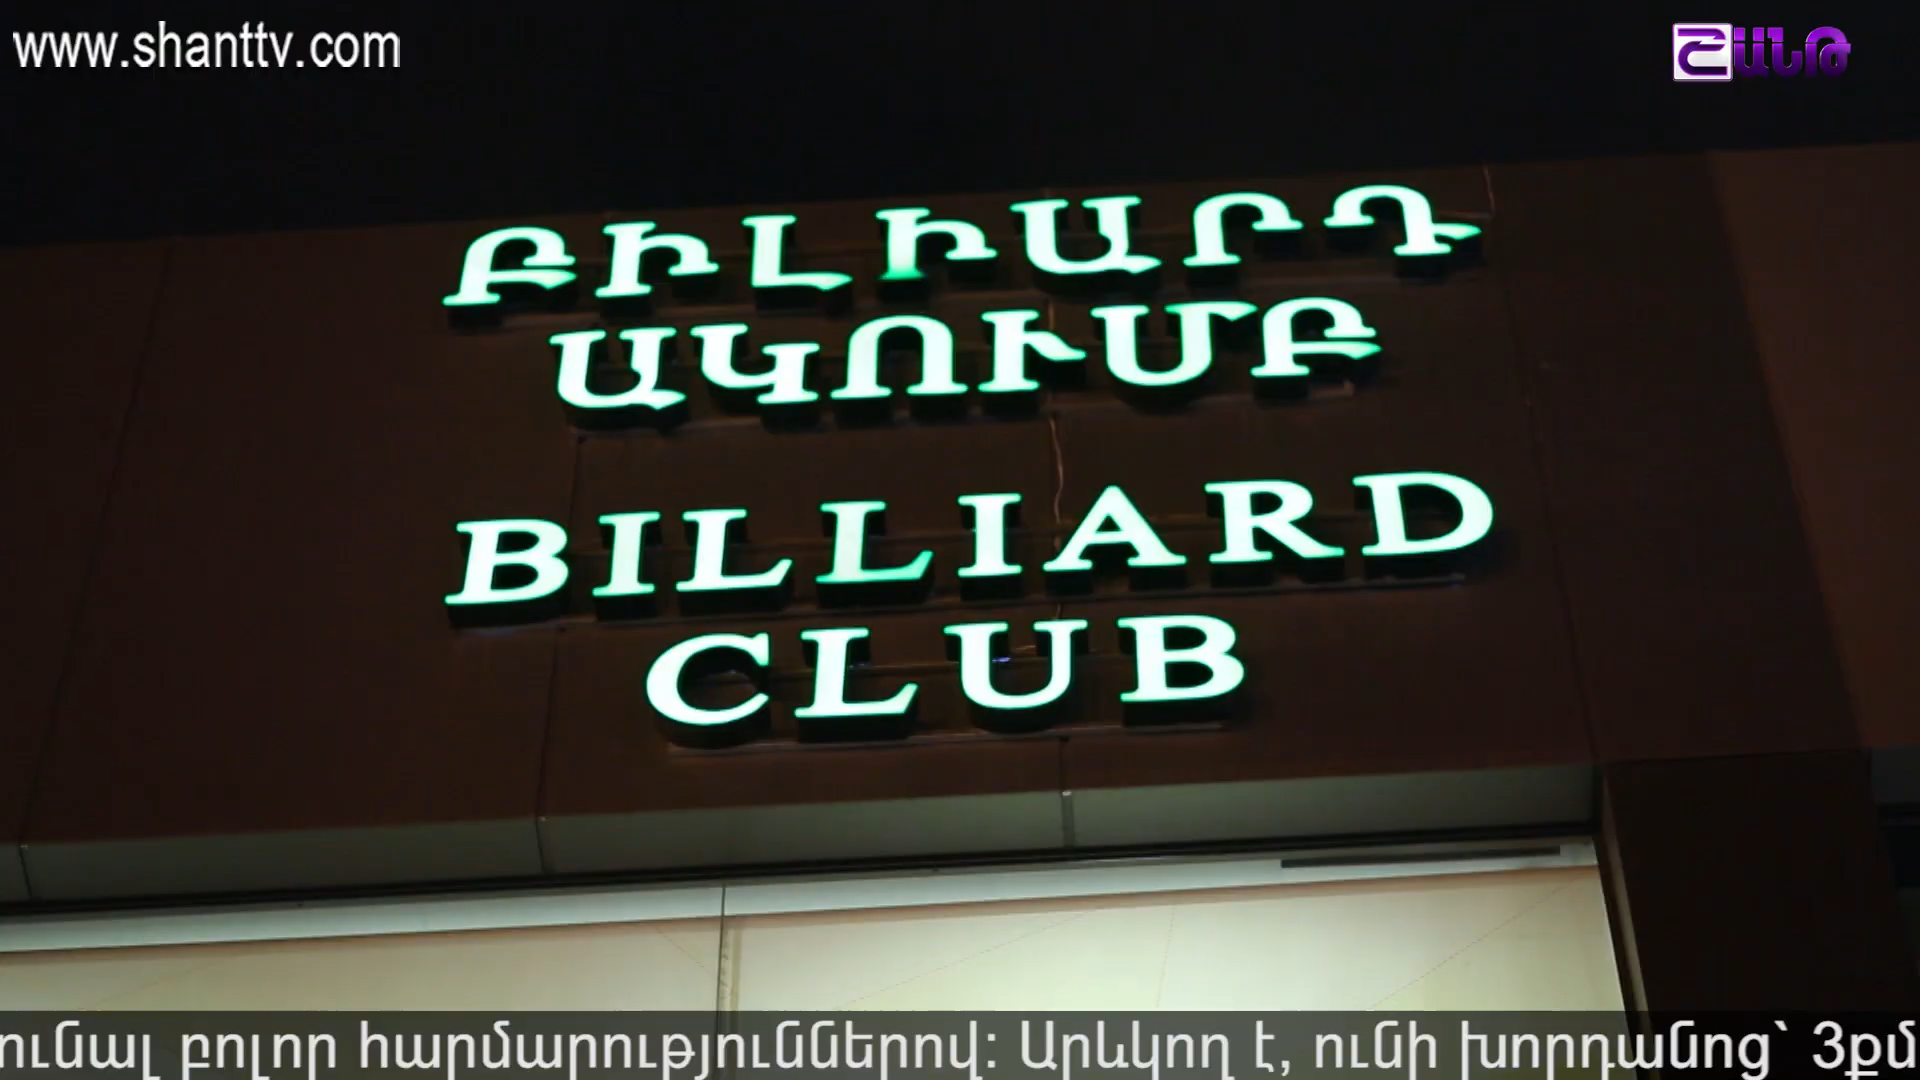 www.shanttv.com
ՇԱՆԹ
ԲԻԼԻԱՐԴ
ԱԿՈՒՄԲ
BILLIARD
CLUB
ունալ բոլոր հարմարություններով: Արևկող է, ունի խորդանոց՝ 3քմ